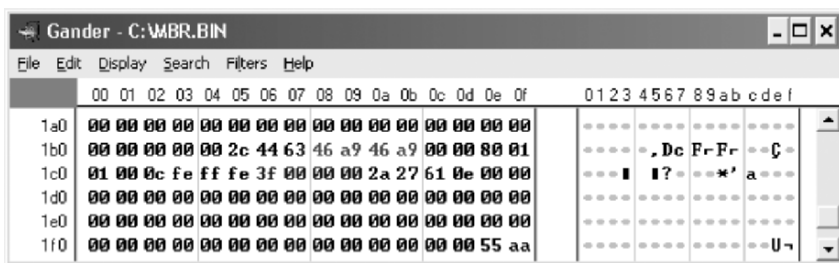 Gander - C:\MBR.BIN
File Edit Display Search Filters Help
00 01 02 03 04 05 06 07 08 09 0a 0b 0c 0d 0e 0f 0123 4567 89ab cdef
1a0 00 00 00 00 00 00 00 00 00 00 00 00 00 00 00 00
1b0 00 00 00 00 00 2c 44 63 46 a9 46 a9 00 00 80 01 ,Dc F⌐F⌐ Ç
1c0 01 00 0c fe ff fe 3f 00 00 00 2a 27 61 0e 00 00 ■ ■? *' a
1d0 00 00 00 00 00 00 00 00 00 00 00 00 00 00 00 00
1e0 00 00 00 00 00 00 00 00 00 00 00 00 00 00 00 00
1f0 00 00 00 00 00 00 00 00 00 00 00 00 00 00 55 aa U¬